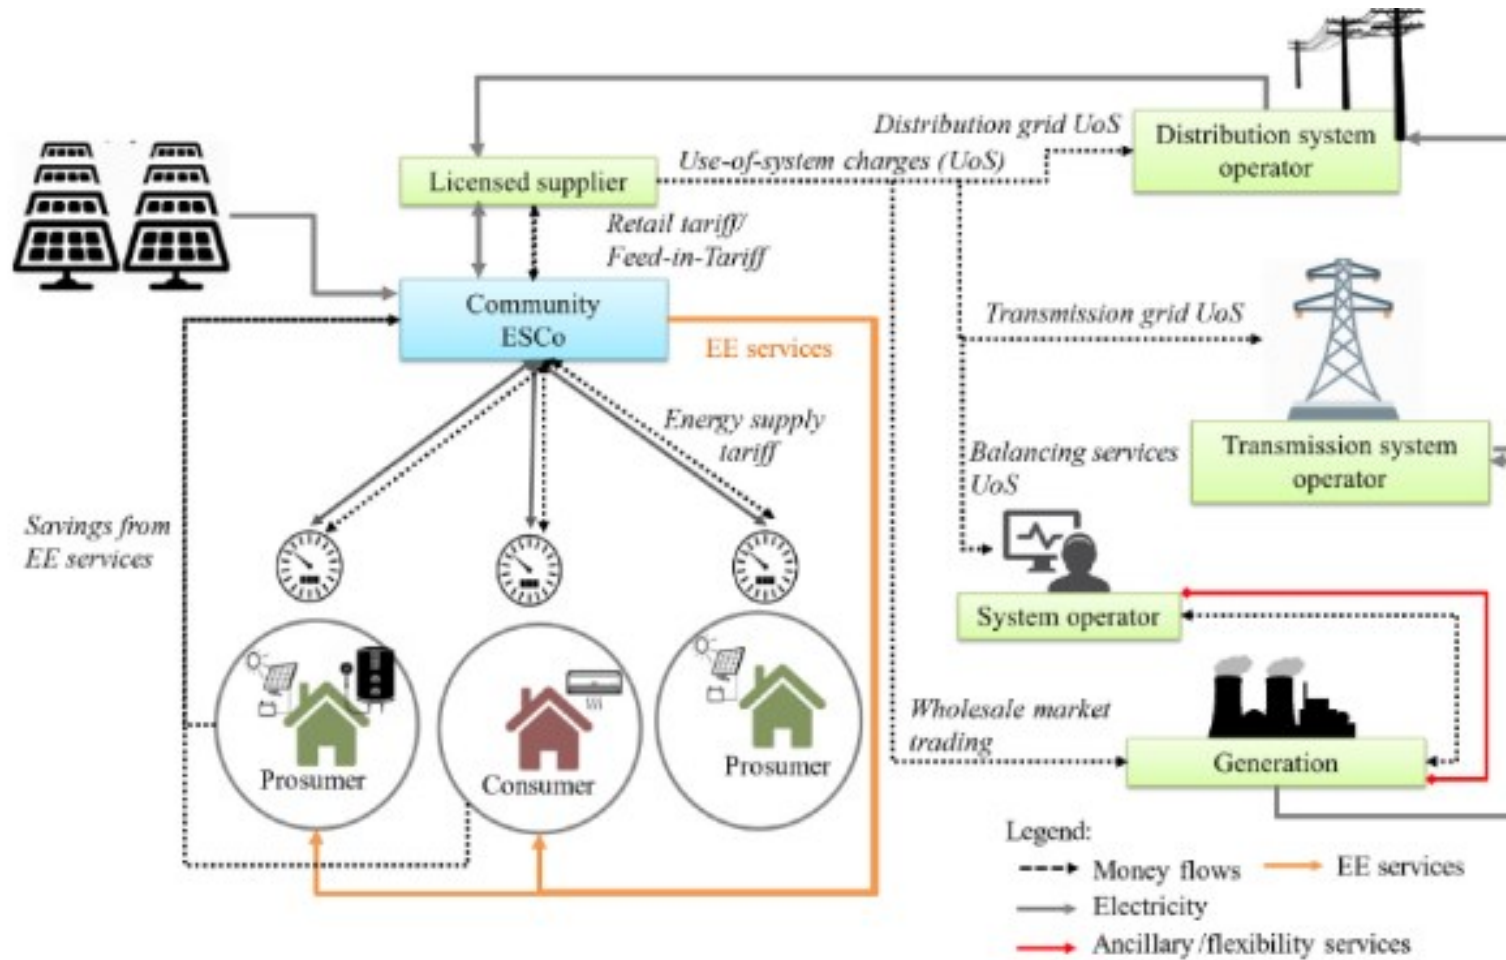 Distribution grid UoS
Distribution system
operator
Use-of-system charges (UoS)
Licensed supplier
Retail tariff/
Feed-in-Tariff
Community
ESCo
EE services
Transmission grid UoS
Energy supply
tariff
Balancing services
UoS
Transmission system
operator
Savings from
EE services
System operator
Wholesale market
trading
Generation
Prosumer
Consumer
Prosumer
Legend:
Money flows
EE services
Electricity
Ancillary/flexibility services